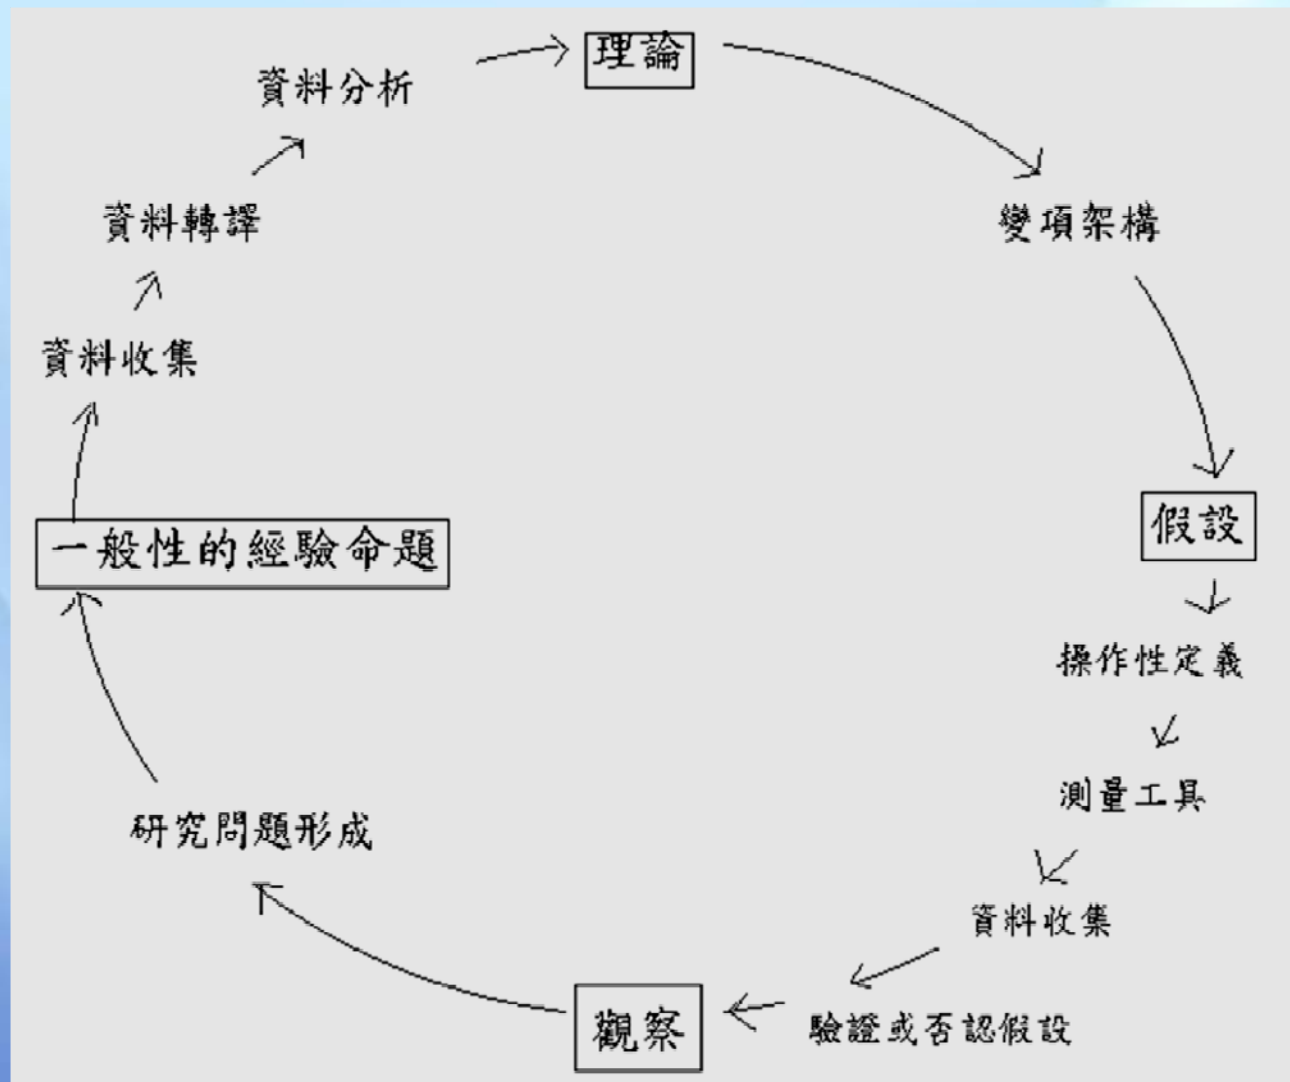 理論
變項架構
假設
操作性定義
測量工具
資料收集
驗證或否認假設
觀察
研究問題形成
一般性的經驗命題
資料收集
資料轉譯
資料分析